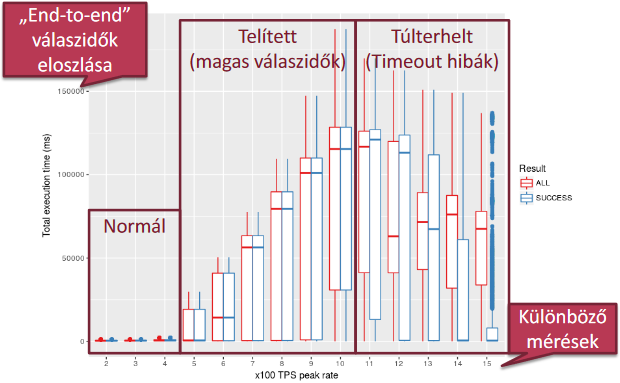 „End-to-end”
válaszidők
eloszlása
Telített
(magas válaszidők)
Túlterhelt
(Timeout hibák)
Normál
Total execution time (ms)
150000
100000
50000
0
2 3 4 5 6 7 8 9 10 11 12 13 14 15
x100 TPS peak rate
Result
ALL
SUCCESS
Különböző
mérések